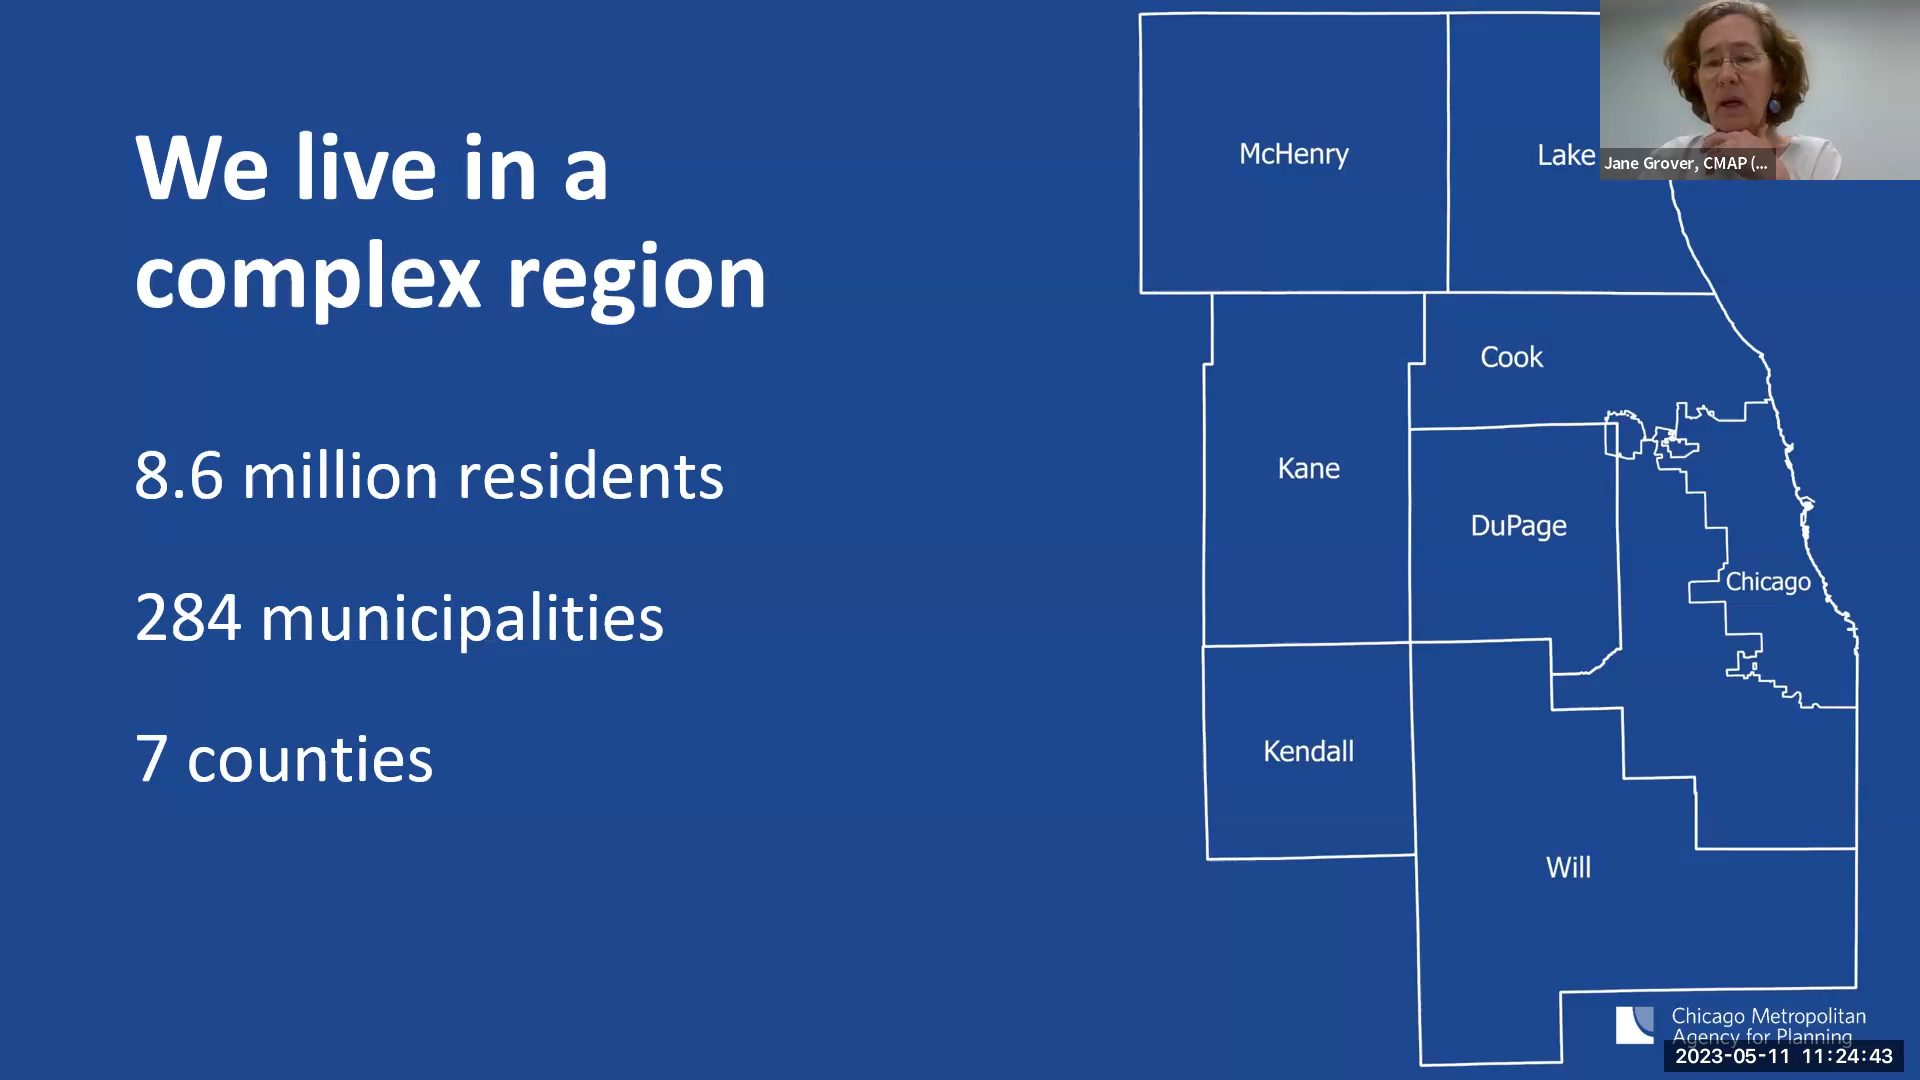 We live in a
complex region
8.6 million residents
284 municipalities
7 counties
McHenry
Lake
Jane Grover, CMAP (...
Cook
Kane
DuPage
Chicago
Kendall
Will
Chicago Metropolitan
Agency for Planning
2023-05-11 11:24:43